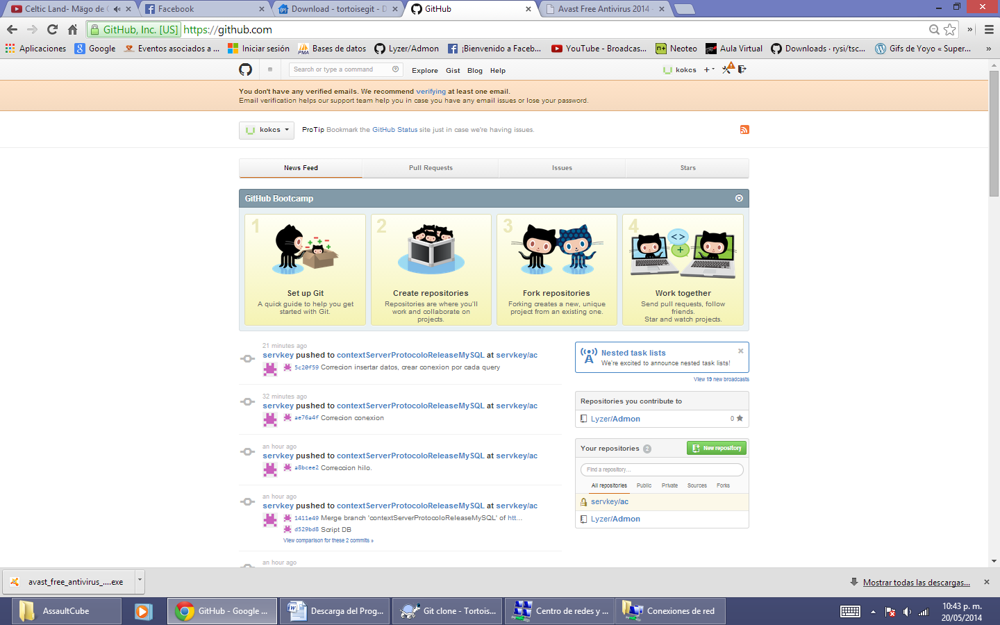 Celtic Land- Mägo de
Facebook
Download - tortoisegit - D
GitHub
Avast Free Antivirus 2014 -
GitHub, Inc. [US] https://github.com
Aplicaciones
Google
Eventos asociados a ...
Iniciar sesión
Bases de datos
Lyzer/Admon
¡Bienvenido a Faceb...
YouTube - Broadcas...
Neoteo
Aula Virtual
Downloads · rysi/tsc...
Gifs de Yoyo « Super...
»
Search or type a command
Explore Gist Blog Help
kokcs
You don't have any verified emails. We recommend verifying at least one email.
Email verification helps our support team help you in case you have any email issues or lose your password.
kokcs
ProTip Bookmark the GitHub Status site just in case we're having issues.
News Feed
Pull Requests
Issues
Stars
GitHub Bootcamp
1
Set up Git
A quick guide to help you get
started with Git.
2
Create repositories
Repositories are where you'll
work and collaborate on
projects.
3
Fork repositories
Forking creates a new, unique
project from an existing one.
4
Work together
Send pull requests, follow
friends.
Star and watch projects.
21 minutes ago
servkey pushed to contextServerProtocoloReleaseMySQL at servkey/ac
5c20f59 Correcion insertar datos, crear conexion por cada query
32 minutes ago
servkey pushed to contextServerProtocoloReleaseMySQL at servkey/ac
ae76a4f Correcion conexion
an hour ago
servkey pushed to contextServerProtocoloReleaseMySQL at servkey/ac
a8bcee2 Correccion hilo.
an hour ago
servkey pushed to contextServerProtocoloReleaseMySQL at servkey/ac
1411e49 Merge branch 'contextServerProtocoloReleaseMySQL' of htt...
d529bd8 Script DB
View comparison for these 2 commits »
an hour ago
Nested task lists
We're excited to announce nested task lists!
View 19 new broadcasts
Repositories you contribute to
Lyzer/Admon 0
Your repositories 2
New repository
Find a repository...
All repositories Public Private Sources Forks
servkey/ac
Lyzer/Admon
avast_free_antivirus_....exe
Mostrar todas las descargas...
AssaultCube
GitHub - Google ...
Descarga del Prog...
Git clone - Tortois...
Centro de redes y ...
Conexiones de red
10:43 p. m.
20/05/2014